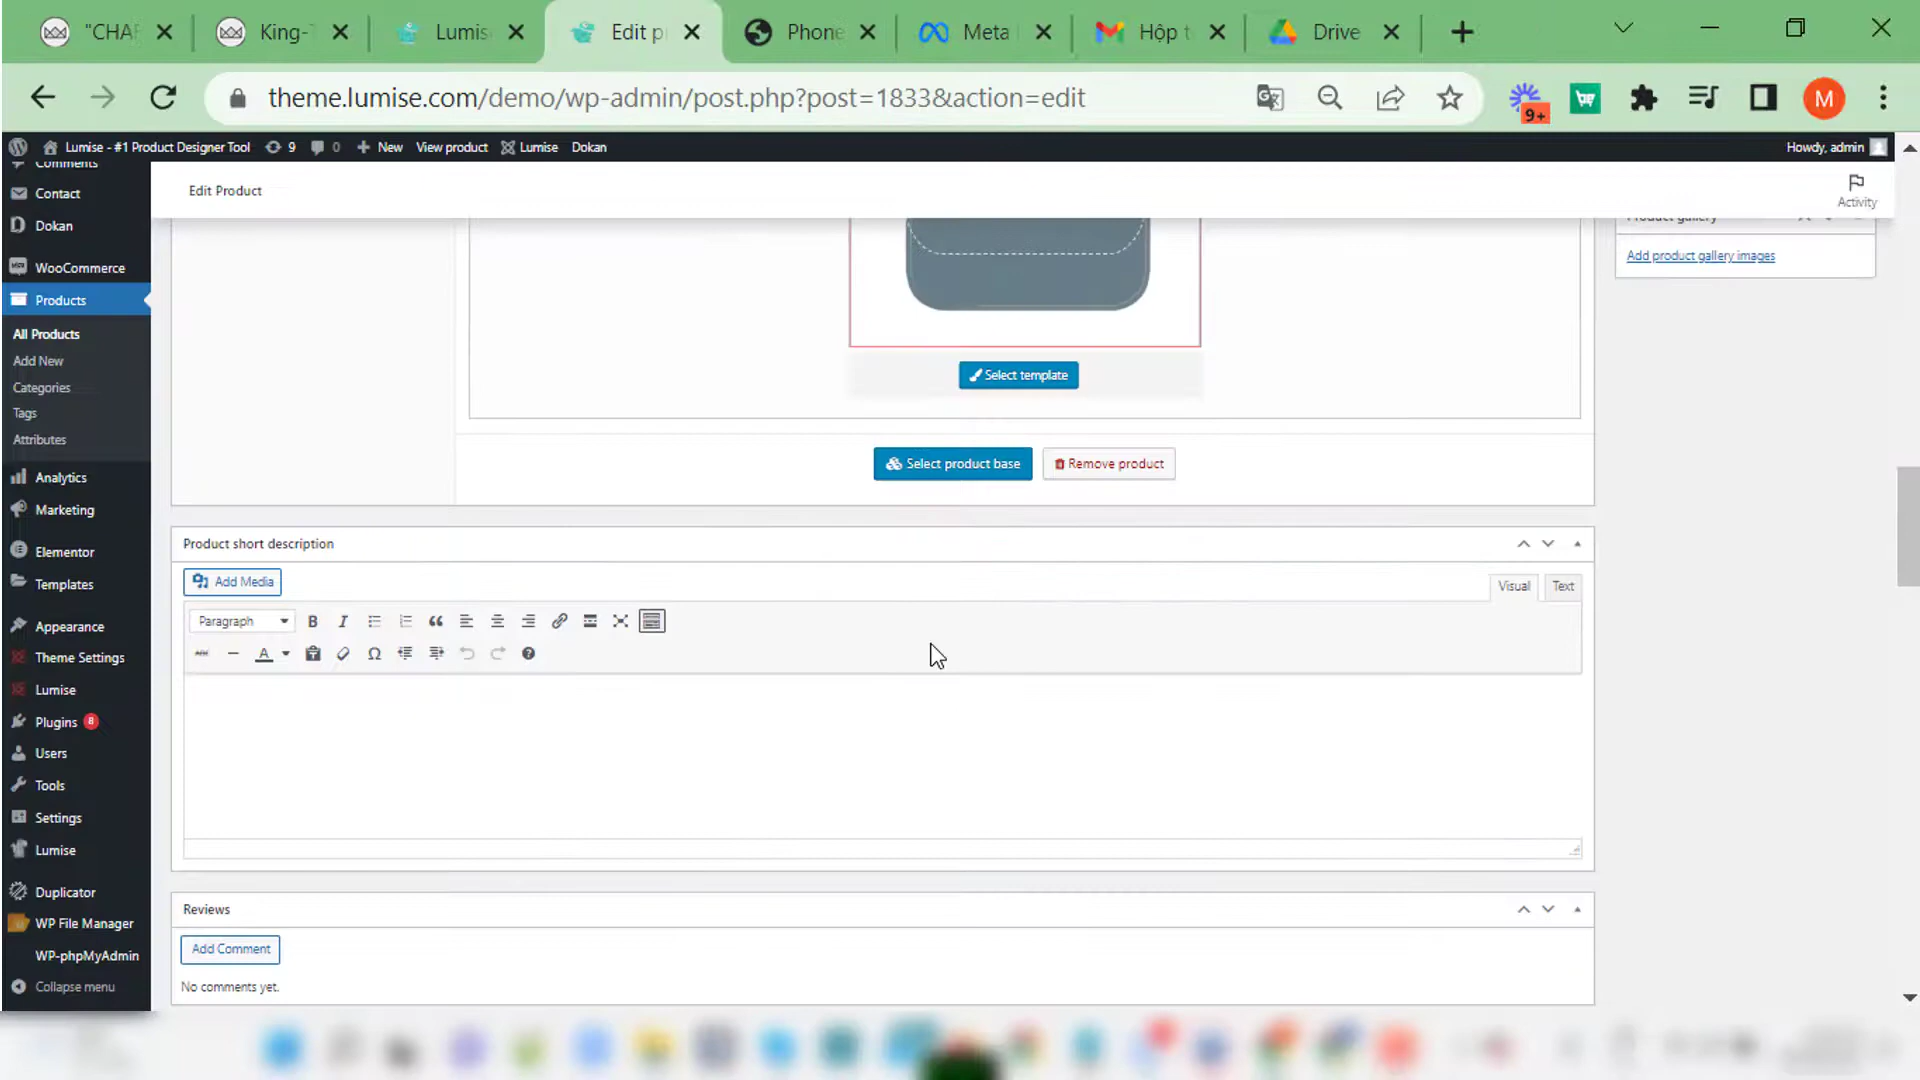 "CHAI
King-T
Lumis
Edit p
Phone
Meta
Hộp t
Drive
theme.lumise.com/demo/wp-admin/post.php?post=1833&action=edit
9+
M
Lumise - #1 Product Designer Tool 9 0 New View product Lumise Dokan
Howdy, admin
Comments
Contact
Dokan
WooCommerce
Products
All Products
Add New
Categories
Tags
Attributes
Analytics
Marketing
Elementor
Templates
Appearance
Theme Settings
Lumise
Plugins 8
Users
Tools
Settings
Lumise
Duplicator
WP File Manager
WP-phpMyAdmin
Collapse menu
Edit Product
Activity
Product gallery
Add product gallery images
Select template
Select product base
Remove product
Product short description
Add Media
Visual Text
Paragraph
Reviews
Add Comment
No comments yet.